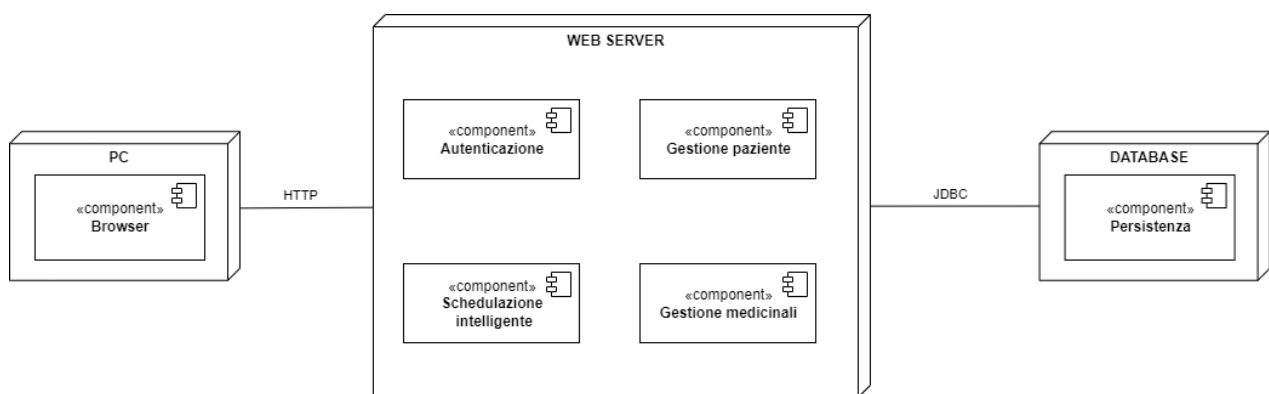 WEB SERVER
«component»
Autenticazione
«component»
Gestione paziente
PC
«component»
Browser
HTTP
JDBC
DATABASE
«component»
Persistenza
«component»
Schedulazione
intelligente
«component»
Gestione medicinali